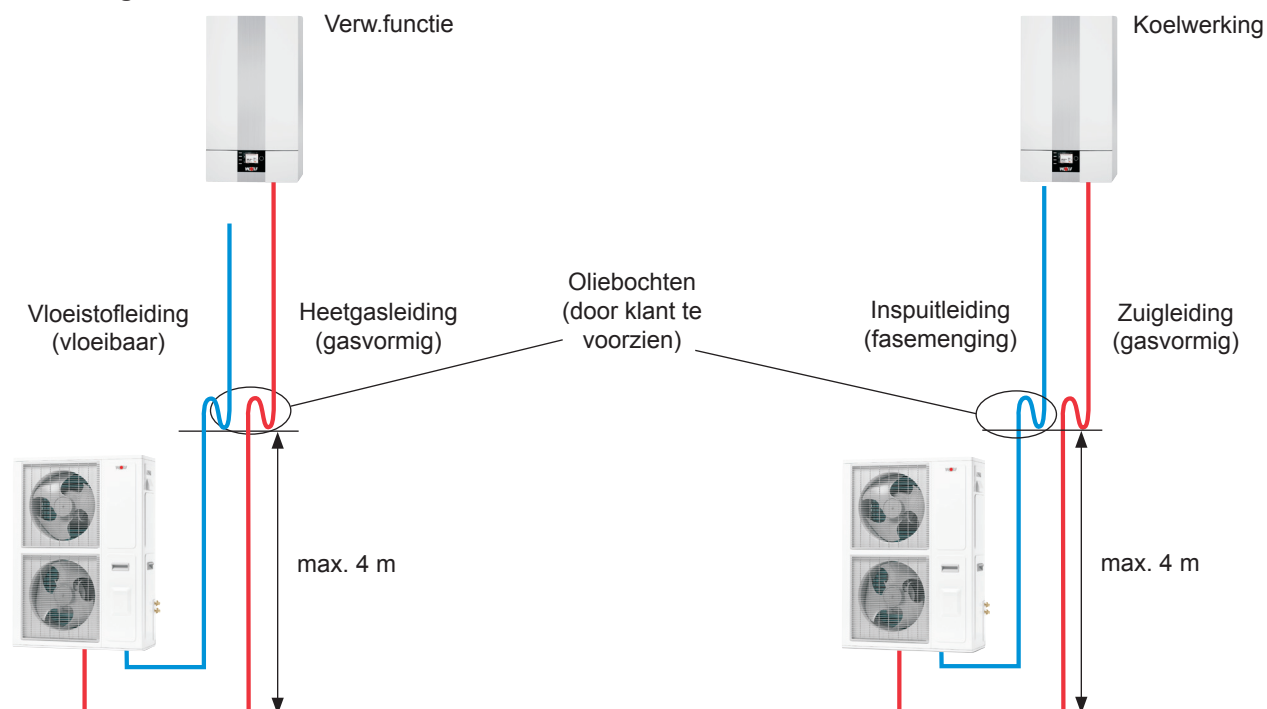 Verw.functie
Koelwerking
Oliebochten
(door klant te
voorzien)
Vloeistofleiding
(vloeibaar)
Heetgasleiding
(gasvormig)
Inspuitleiding
(fasemenging)
Zuigleiding
(gasvormig)
max. 4 m
max. 4 m